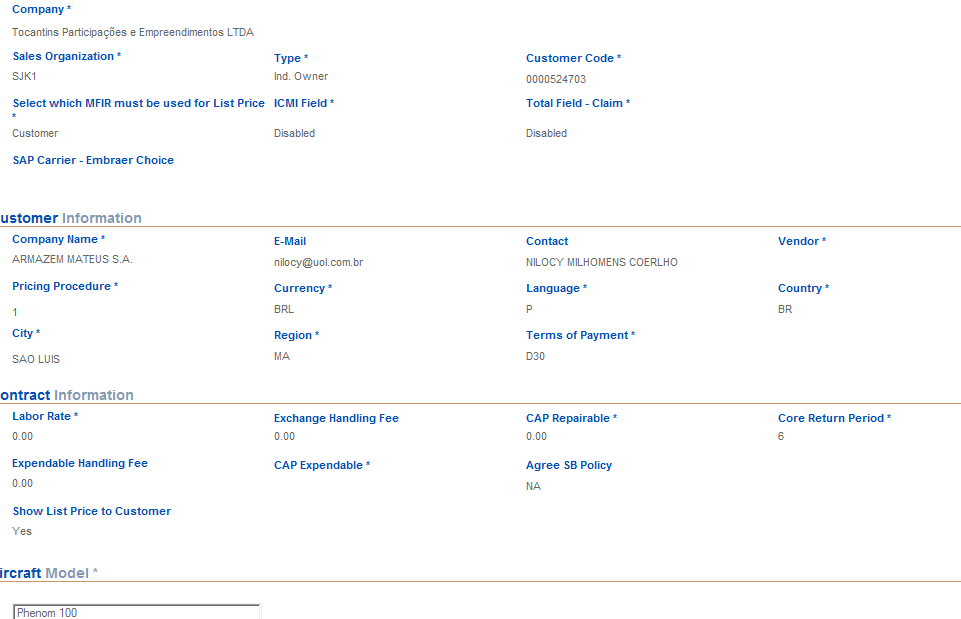 Company *
Tocantins Participações e Empreendimentos LTDA
Sales Organization * Type * Customer Code *
SJK1 Ind. Owner 0000524703
Select which MFIR must be used for List Price * ICMI Field * Total Field - Claim *
Customer Disabled Disabled
SAP Carrier - Embraer Choice
ustomer Information
Company Name * E-Mail Contact Vendor *
ARMAZEM MATEUS S.A. nilocy@uol.com.br NILOCY MILHOMENS COERLHO
Pricing Procedure * Currency * Language * Country *
1 BRL P BR
City * Region * Terms of Payment *
SAO LUIS MA D30
ontract Information
Labor Rate * Exchange Handling Fee CAP Repairable * Core Return Period *
0.00 0.00 0.00 6
Expendable Handling Fee CAP Expendable * Agree SB Policy
0.00 NA
Show List Price to Customer
Yes
ircraft Model *
Phenom 100